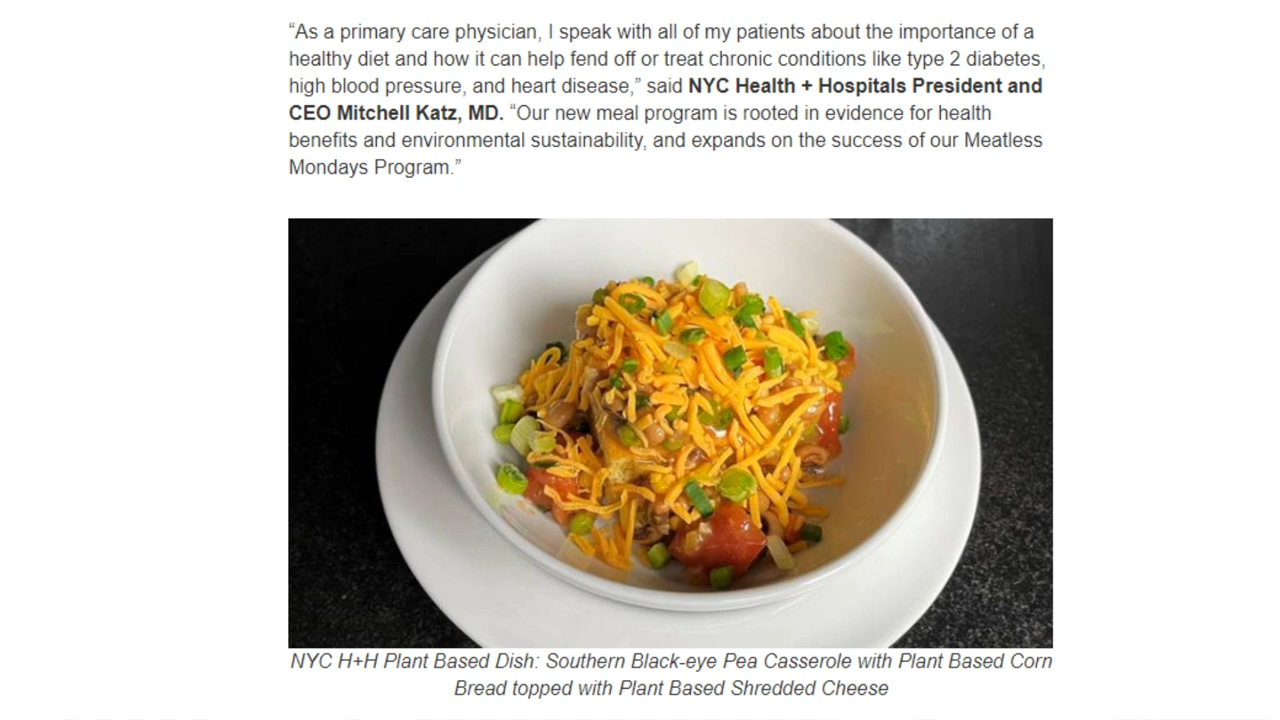 “As a primary care physician, I speak with all of my patients about the importance of a
healthy diet and how it can help fend off or treat chronic conditions like type 2 diabetes,
high blood pressure, and heart disease,” said NYC Health + Hospitals President and
CEO Mitchell Katz, MD. “Our new meal program is rooted in evidence for health
benefits and environmental sustainability, and expands on the success of our Meatless
Mondays Program.”
NYC H+H Plant Based Dish: Southern Black-eye Pea Casserole with Plant Based Corn
Bread topped with Plant Based Shredded Cheese